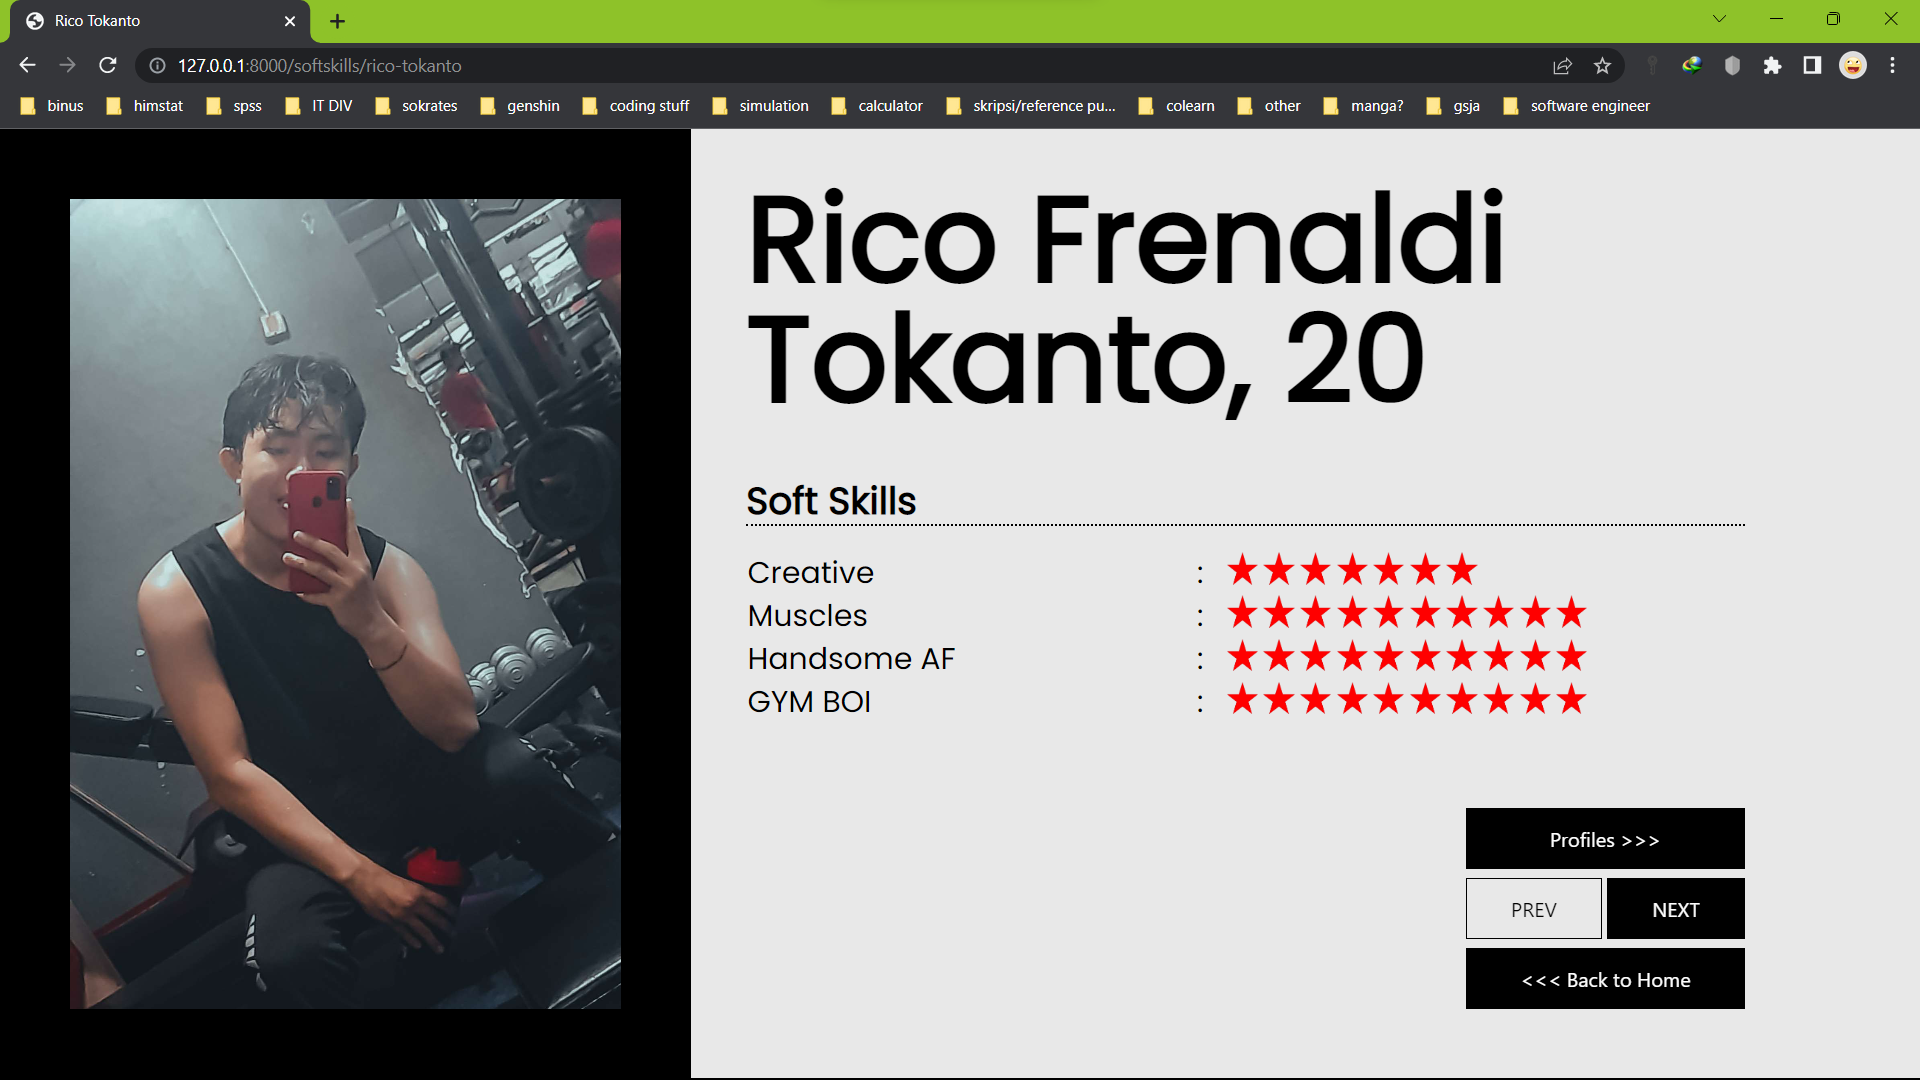 Rico Tokanto
127.0.0.1:8000/softskills/rico-tokanto
binus himstat spss IT DIV sokrates genshin coding stuff simulation calculator skripsi/reference pu... colearn other manga? gsja software engineer
Rico Frenaldi
Tokanto, 20
Soft Skills
Creative : ★★★★★★★
Muscles : ★★★★★★★★★★
Handsome AF : ★★★★★★★★★★
GYM BOI : ★★★★★★★★★★
Profiles >>>
PREV NEXT
<<< Back to Home